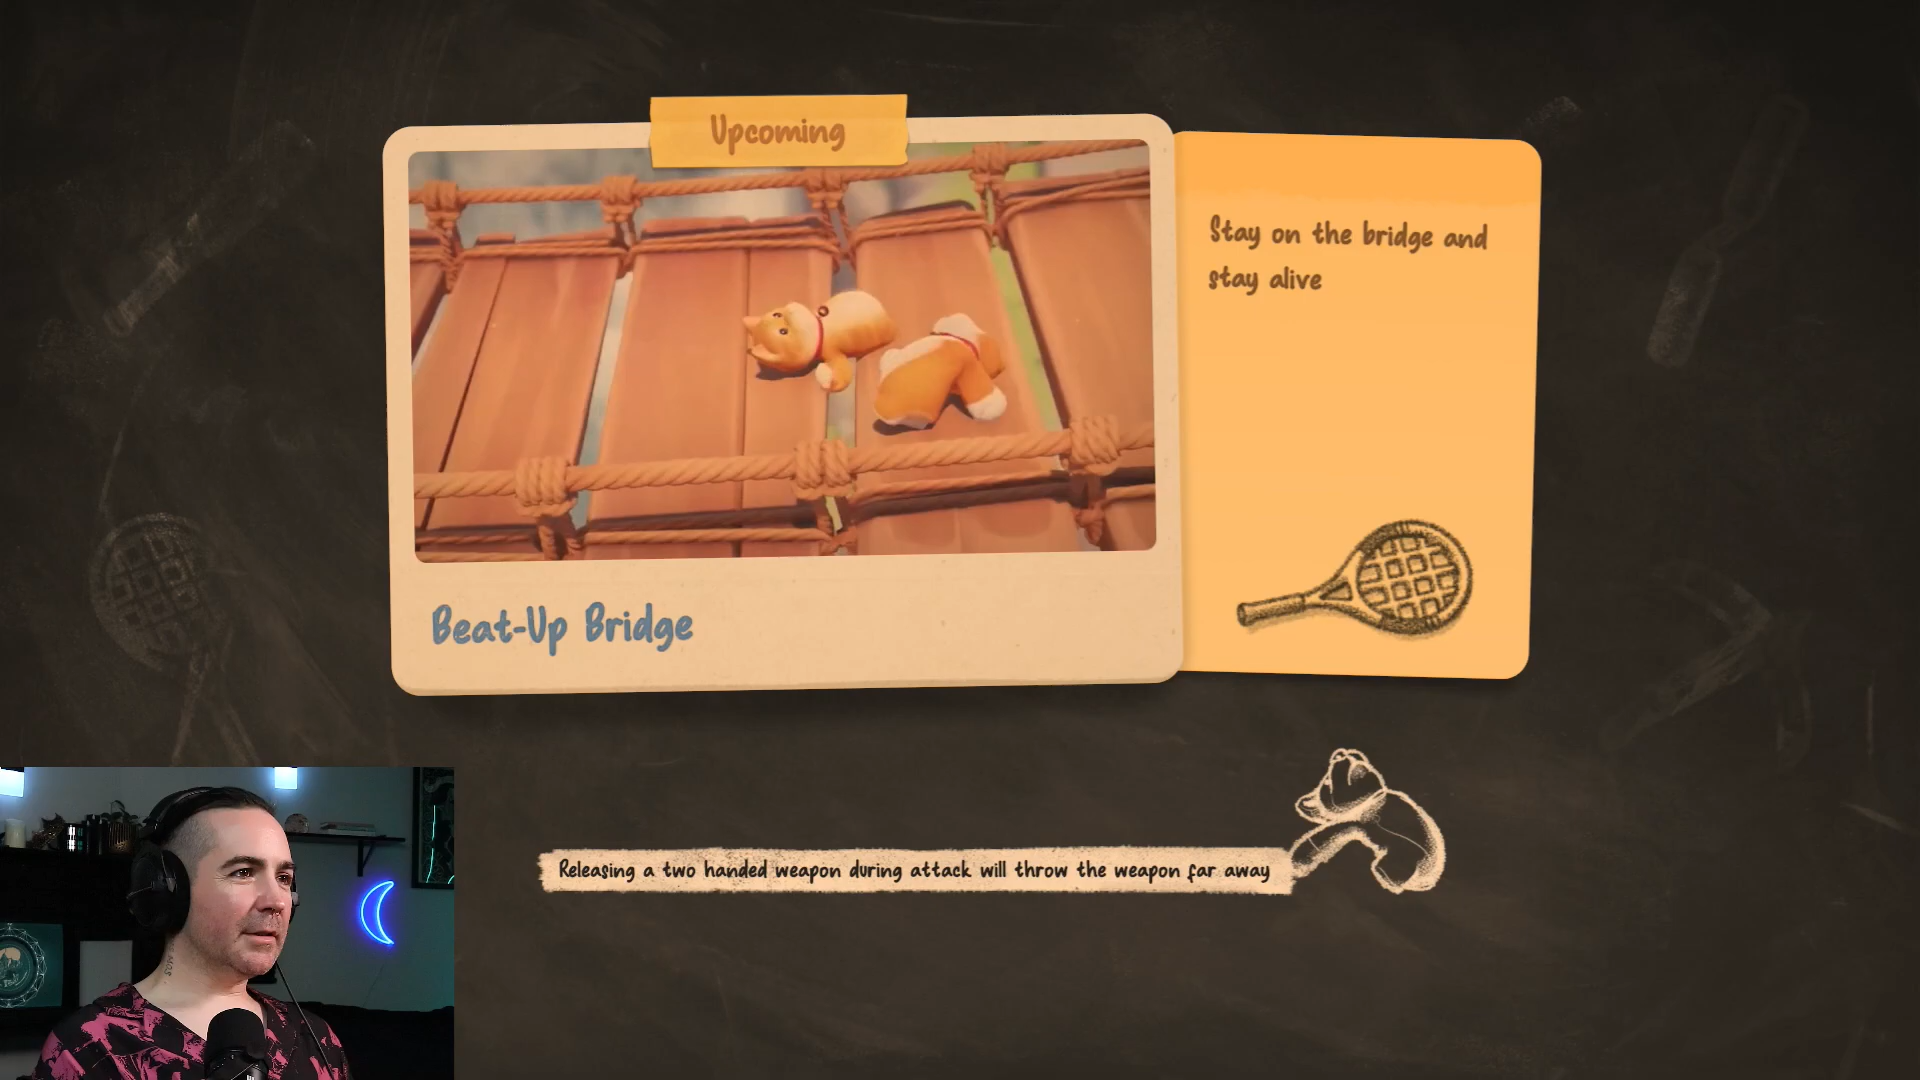 Upcoming
Stay on the bridge and
stay alive
Beat-Up Bridge
Releasing a two handed weapon during attack will throw the weapon far away